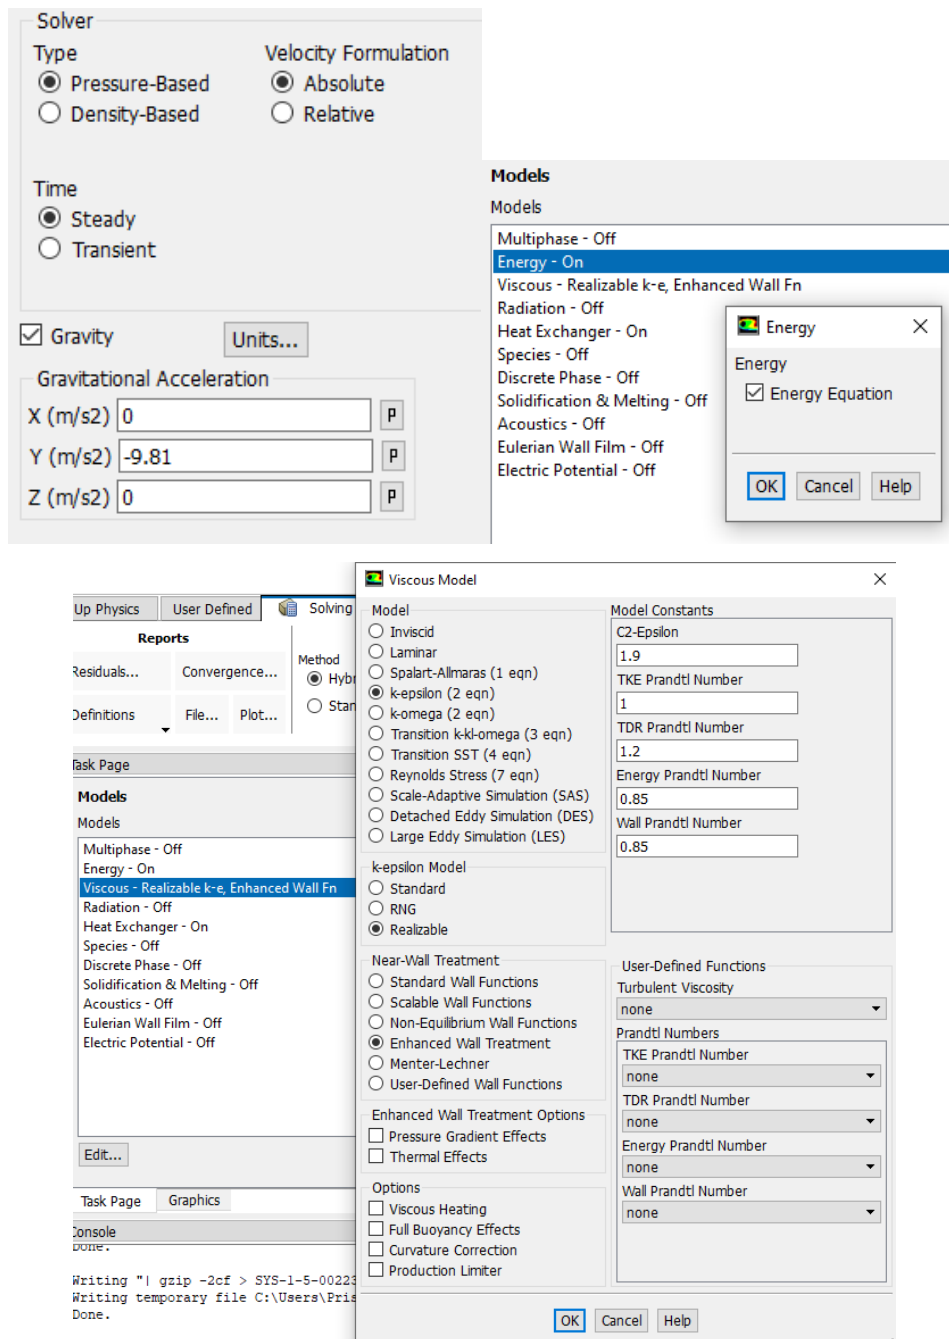 Solver
Type
Velocity Formulation
Pressure-Based
Absolute
Density-Based
Relative
Time
Steady
Transient
Gravity
Units...
Gravitational Acceleration
X (m/s2) 0 P
Y (m/s2) -9.81 P
Z (m/s2) 0 P
Models
Models
Multiphase - Off
Energy - On
Viscous - Realizable k-e, Enhanced Wall Fn
Radiation - Off
Heat Exchanger - On
Species - Off
Discrete Phase - Off
Solidification & Melting - Off
Acoustics - Off
Eulerian Wall Film - Off
Electric Potential - Off
Energy
Energy
Energy Equation
OK Cancel Help
Up Physics User Defined Solving
Reports
Residuals... Convergence...
Definitions File... Plot...
Method
Hybr
Stan
Task Page
Models
Models
Multiphase - Off
Energy - On
Viscous - Realizable k-e, Enhanced Wall Fn
Radiation - Off
Heat Exchanger - On
Species - Off
Discrete Phase - Off
Solidification & Melting - Off
Acoustics - Off
Eulerian Wall Film - Off
Electric Potential - Off
Edit...
Task Page Graphics
Console
Done.
Writing "| gzip -2cf > SYS-1-5-00223
Writing temporary file C:\Users\Pris
Done.
Viscous Model
Model
Inviscid
Laminar
Spalart-Allmaras (1 eqn)
k-epsilon (2 eqn)
k-omega (2 eqn)
Transition k-kl-omega (3 eqn)
Transition SST (4 eqn)
Reynolds Stress (7 eqn)
Scale-Adaptive Simulation (SAS)
Detached Eddy Simulation (DES)
Large Eddy Simulation (LES)
k-epsilon Model
Standard
RNG
Realizable
Near-Wall Treatment
Standard Wall Functions
Scalable Wall Functions
Non-Equilibrium Wall Functions
Enhanced Wall Treatment
Menter-Lechner
User-Defined Wall Functions
Enhanced Wall Treatment Options
Pressure Gradient Effects
Thermal Effects
Options
Viscous Heating
Full Buoyancy Effects
Curvature Correction
Production Limiter
Model Constants
C2-Epsilon
1.9
TKE Prandtl Number
1
TDR Prandtl Number
1.2
Energy Prandtl Number
0.85
Wall Prandtl Number
0.85
User-Defined Functions
Turbulent Viscosity
none
Prandtl Numbers
TKE Prandtl Number
none
TDR Prandtl Number
none
Energy Prandtl Number
none
Wall Prandtl Number
none
OK Cancel Help